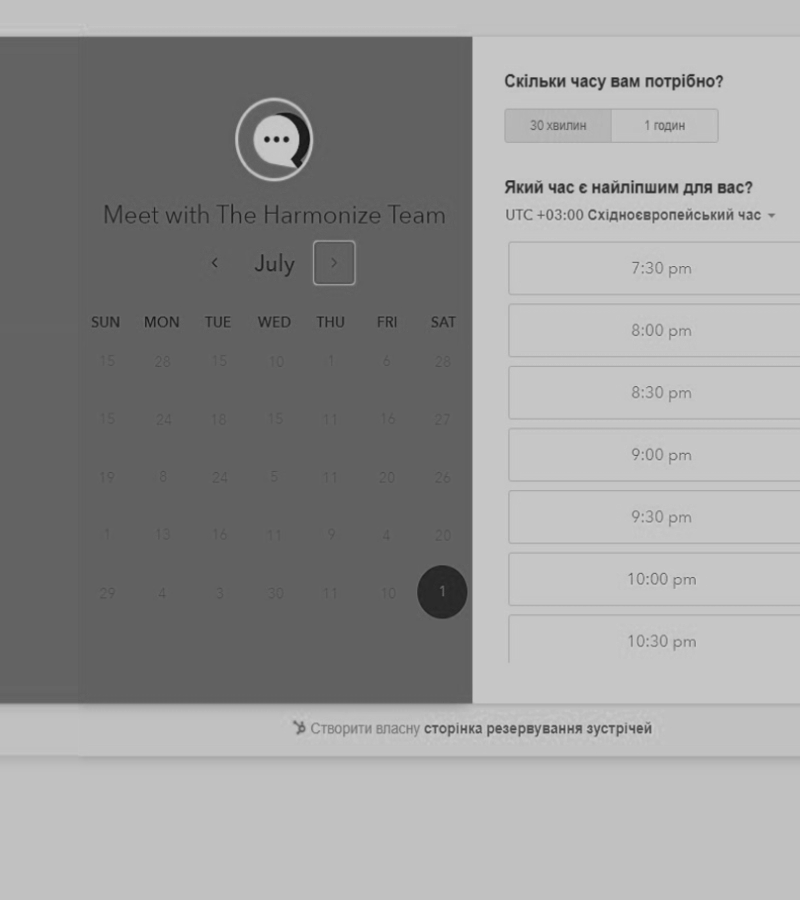 Meet with The Harmonize Team
July
SUN MON TUE WED THU FRI SAT
15 28 15 10 1 6 28
15 24 18 15 11 16 27
19 8 24 5 11 20 26
1 13 16 11 9 4 20
29 4 3 30 11 10 1
Скільки часу вам потрібно?
30 хвилин 1 годин
Який час є найліпшим для вас?
UTC +03:00 Східноєвропейський час
7:30 pm
8:00 pm
8:30 pm
9:00 pm
9:30 pm
10:00 pm
10:30 pm
Створити власну сторінка резервування зустрічей